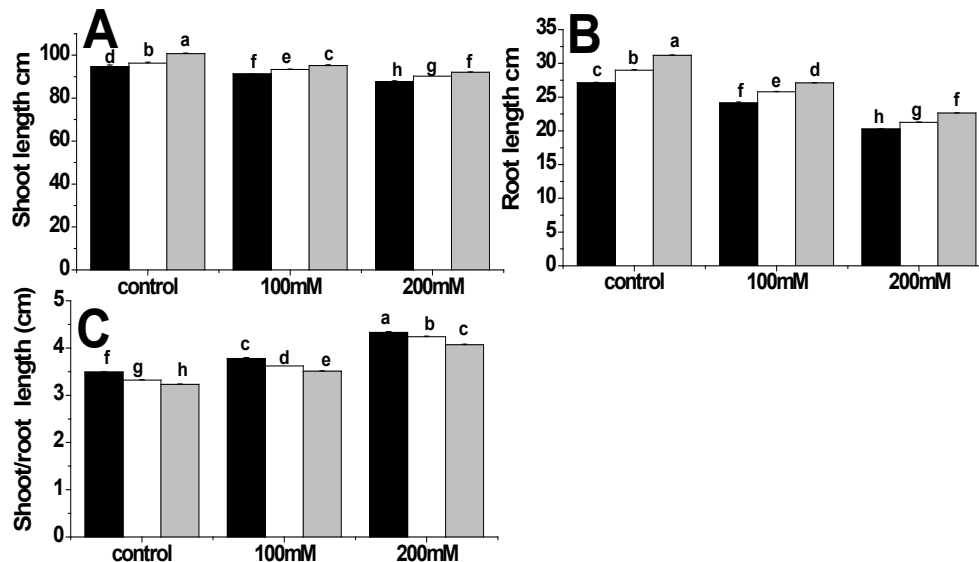 A
Shoot length cm
100
80
60
40
20
0
d b a
f e c
h g f
control 100mM 200mM
B
Root length cm
35
30
25
20
15
10
5
0
c b a
f e d
h g f
control 100mM 200mM
C
Shoot/root length (cm)
5
4
3
2
1
0
f g h
c d e
a b c
control 100mM 200mM